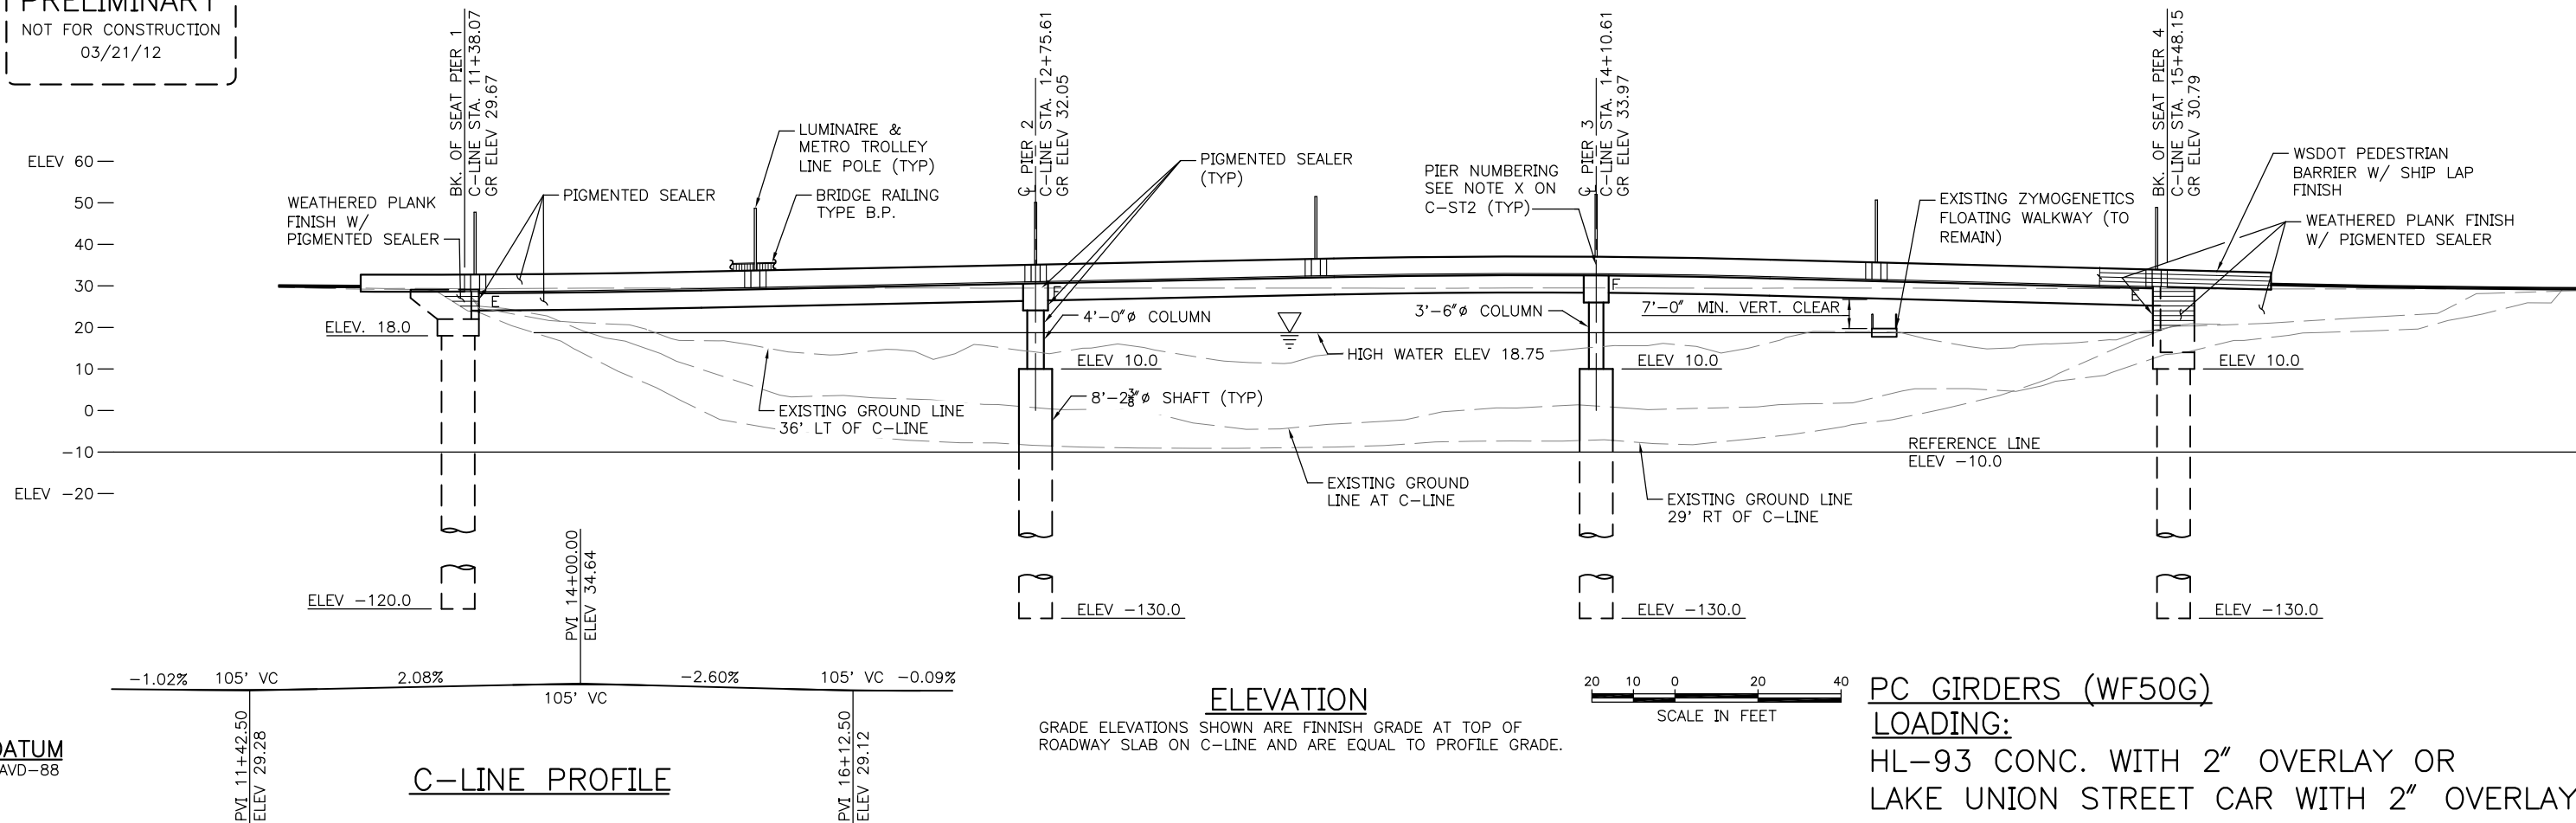 PRELIMINARY
NOT FOR CONSTRUCTION
03/21/12
BK. OF SEAT PIER 1
C-LINE STA. 11+38.07
GR ELEV 29.67
℄ PIER 2
C-LINE STA. 12+75.61
GR ELEV 32.05
℄ PIER 3
C-LINE STA. 14+10.61
GR ELEV 33.97
BK. OF SEAT PIER 4
C-LINE STA. 15+48.15
GR ELEV 30.79
ELEV 60
50
40
30
20
10
0
-10
ELEV -20
WEATHERED PLANK
FINISH W/
PIGMENTED SEALER
PIGMENTED SEALER
LUMINAIRE &
METRO TROLLEY
LINE POLE (TYP)
BRIDGE RAILING
TYPE B.P.
PIGMENTED SEALER
(TYP)
PIER NUMBERING
SEE NOTE X ON
C-ST2 (TYP)
EXISTING ZYMOGENETICS
FLOATING WALKWAY (TO
REMAIN)
WSDOT PEDESTRIAN
BARRIER W/ SHIP LAP
FINISH
WEATHERED PLANK FINISH
W/ PIGMENTED SEALER
E
F
E
ELEV. 18.0
4'-0"ø COLUMN
3'-6"ø COLUMN
7'-0" MIN. VERT. CLEAR
HIGH WATER ELEV 18.75
ELEV 10.0
ELEV 10.0
ELEV 10.0
8'-2⅜"ø SHAFT (TYP)
EXISTING GROUND LINE
36' LT OF C-LINE
REFERENCE LINE
ELEV -10.0
EXISTING GROUND
LINE AT C-LINE
EXISTING GROUND LINE
29' RT OF C-LINE
ELEV -120.0
ELEV -130.0
ELEV -130.0
ELEV -130.0
PVI 14+00.00
ELEV 34.64
-1.02%
105' VC
2.08%
105' VC
-2.60%
105' VC
-0.09%
PVI 11+42.50
ELEV 29.28
PVI 16+12.50
ELEV 29.12
DATUM
AVD-88
C-LINE PROFILE
ELEVATION
GRADE ELEVATIONS SHOWN ARE FINNISH GRADE AT TOP OF
ROADWAY SLAB ON C-LINE AND ARE EQUAL TO PROFILE GRADE.
20 10 0 20 40
SCALE IN FEET
PC GIRDERS (WF50G)
LOADING:
HL-93 CONC. WITH 2" OVERLAY OR
LAKE UNION STREET CAR WITH 2" OVERLAY